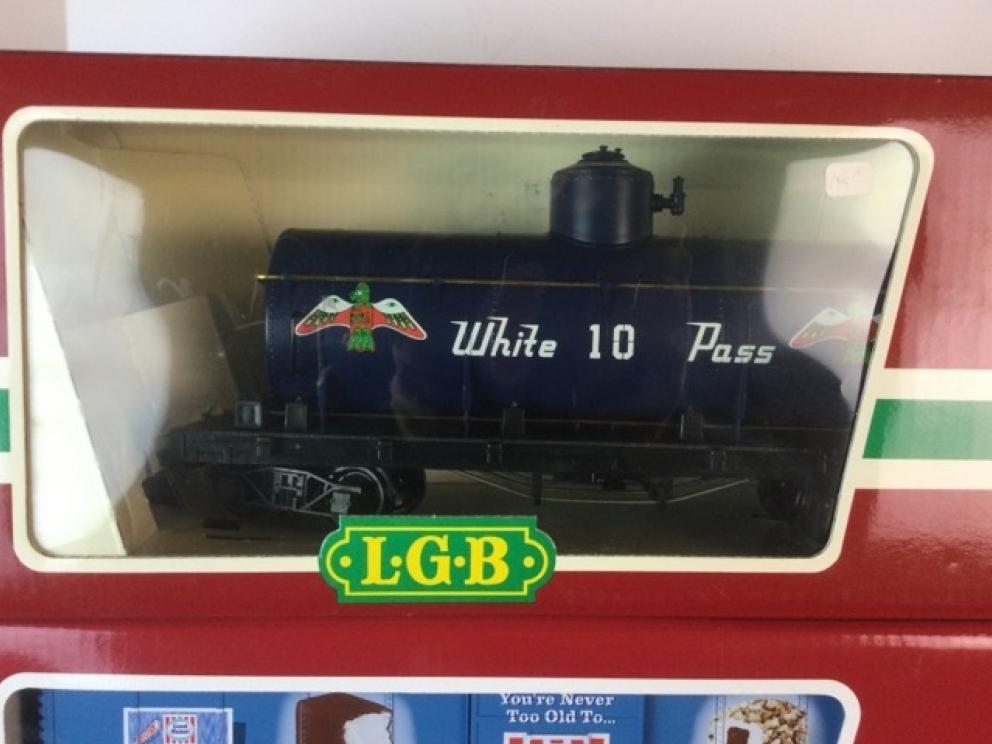 White 10 Pass
L·G·B
You're Never
Too Old To...